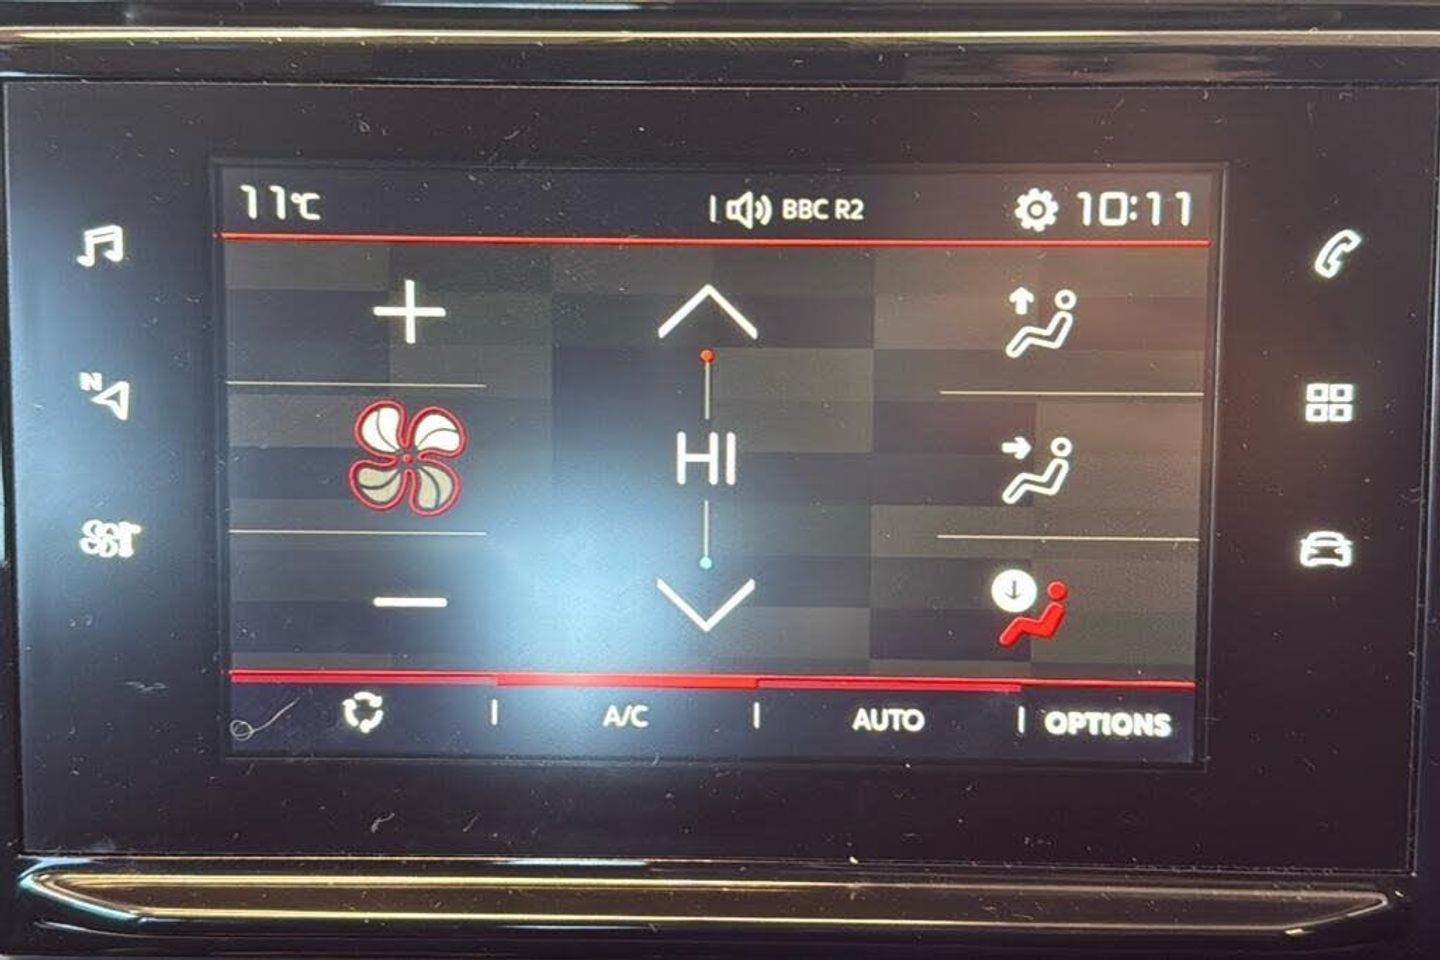 11°C
BBC R2
10:11
N
HI
A/C
AUTO
OPTIONS